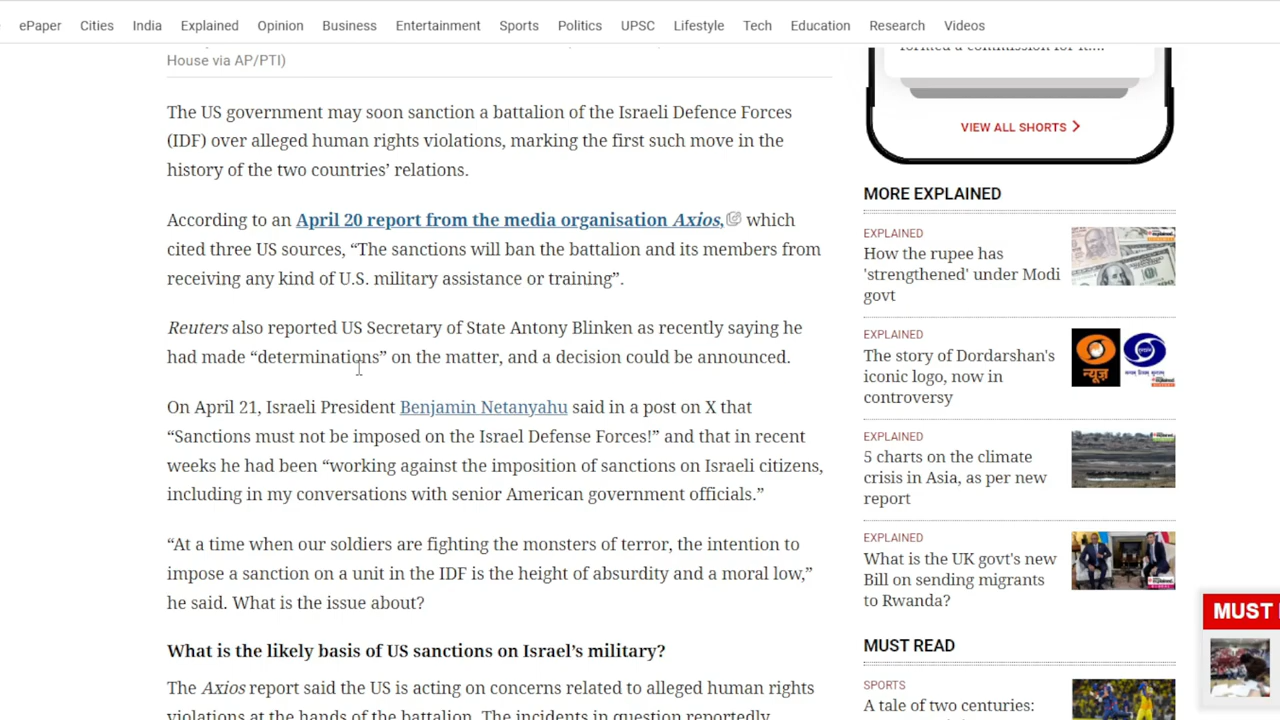 ePaper Cities India Explained Opinion Business Entertainment Sports Politics UPSC Lifestyle Tech Education Research Videos
House via AP/PTI)
The US government may soon sanction a battalion of the Israeli Defence Forces
(IDF) over alleged human rights violations, marking the first such move in the
history of the two countries’ relations.
According to an April 20 report from the media organisation Axios, which
cited three US sources, “The sanctions will ban the battalion and its members from
receiving any kind of U.S. military assistance or training”.
Reuters also reported US Secretary of State Antony Blinken as recently saying he
had made “determinations” on the matter, and a decision could be announced.
On April 21, Israeli President Benjamin Netanyahu said in a post on X that
“Sanctions must not be imposed on the Israel Defense Forces!” and that in recent
weeks he had been “working against the imposition of sanctions on Israeli citizens,
including in my conversations with senior American government officials.”
“At a time when our soldiers are fighting the monsters of terror, the intention to
impose a sanction on a unit in the IDF is the height of absurdity and a moral low,”
he said. What is the issue about?
What is the likely basis of US sanctions on Israel’s military?
The Axios report said the US is acting on concerns related to alleged human rights
violations at the hands of the battalion. The incidents in question reportedly
VIEW ALL SHORTS
MORE EXPLAINED
EXPLAINED
How the rupee has
'strengthened' under Modi
govt
EXPLAINED
The story of Dordarshan's
iconic logo, now in
controversy
न्यूज़
EXPLAINED
5 charts on the climate
crisis in Asia, as per new
report
EXPLAINED
What is the UK govt's new
Bill on sending migrants
to Rwanda?
MUST READ
SPORTS
A tale of two centuries:
MUST